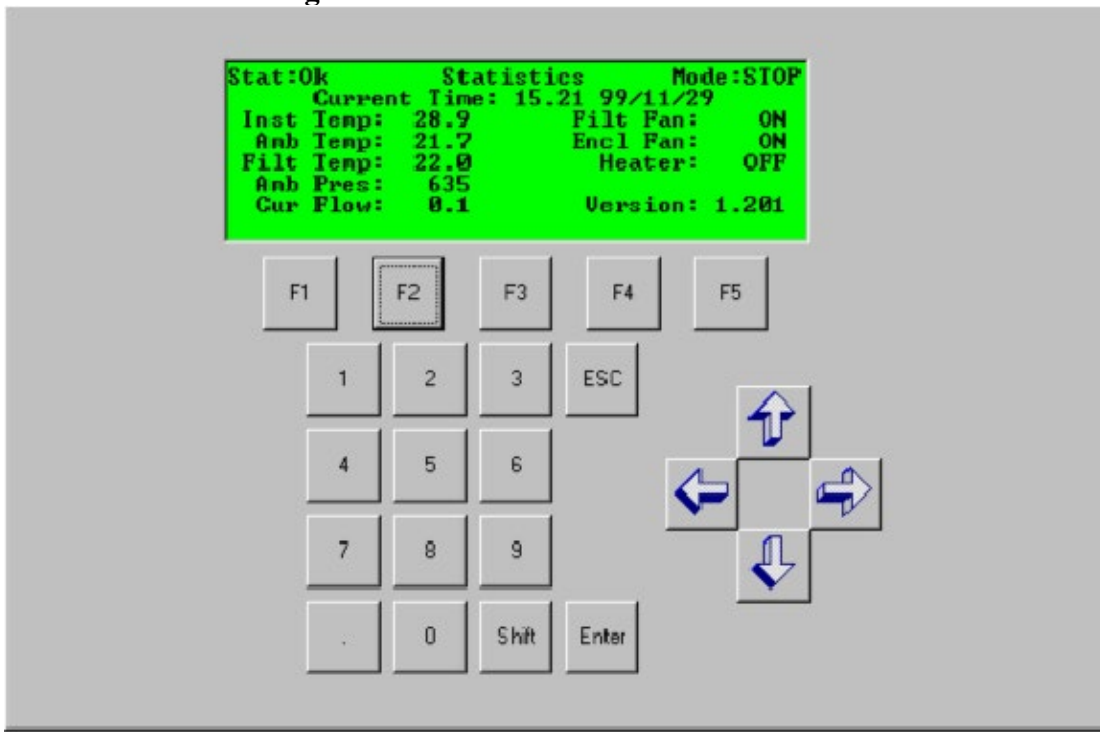 Stat:Ok Statistics Mode:STOP
Current Time: 15.21 99/11/29
Inst Temp: 28.9 Filt Fan: ON
Amb Temp: 21.7 Encl Fan: ON
Filt Temp: 22.0 Heater: OFF
Amb Pres: 635
Cur Flow: 0.1 Version: 1.201
F1 F2 F3 F4 F5
1 2 3 ESC
4 5 6
7 8 9
. 0 Shift Enter